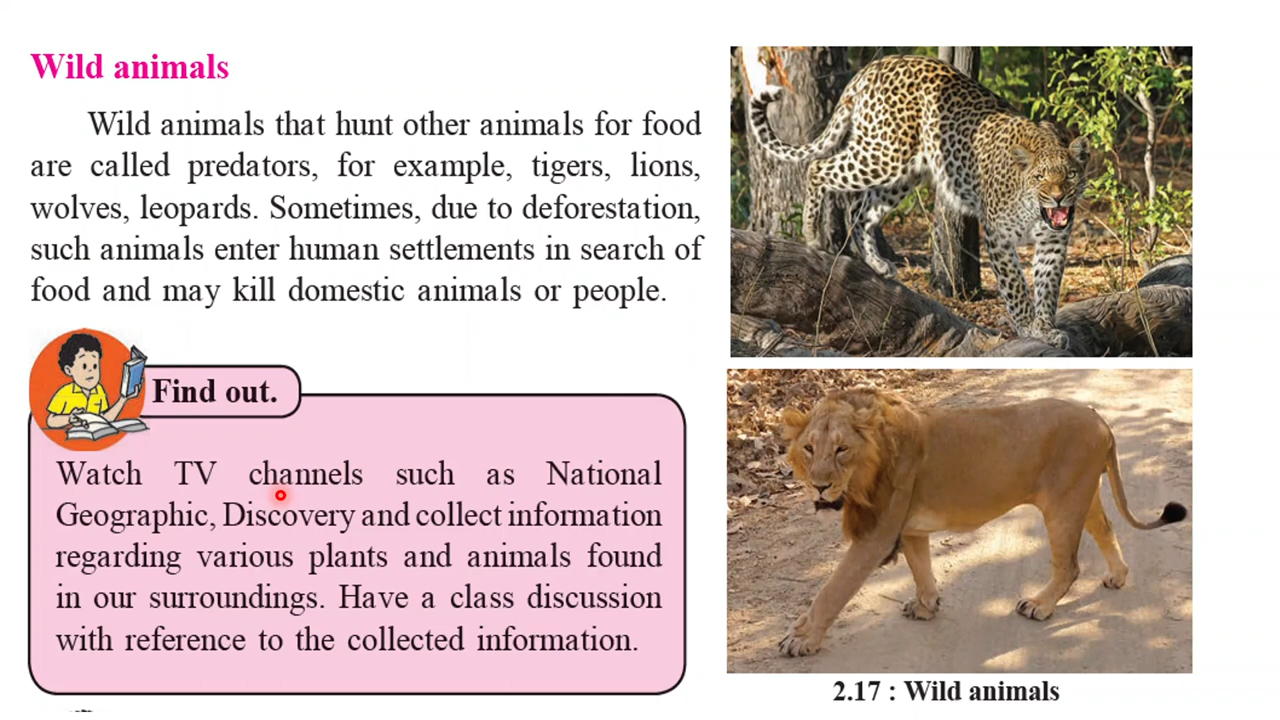 Wild animals
Wild animals that hunt other animals for food
are called predators, for example, tigers, lions,
wolves, leopards. Sometimes, due to deforestation,
such animals enter human settlements in search of
food and may kill domestic animals or people.
Find out.
Watch TV channels such as National
Geographic, Discovery and collect information
regarding various plants and animals found
in our surroundings. Have a class discussion
with reference to the collected information.
2.17 : Wild animals